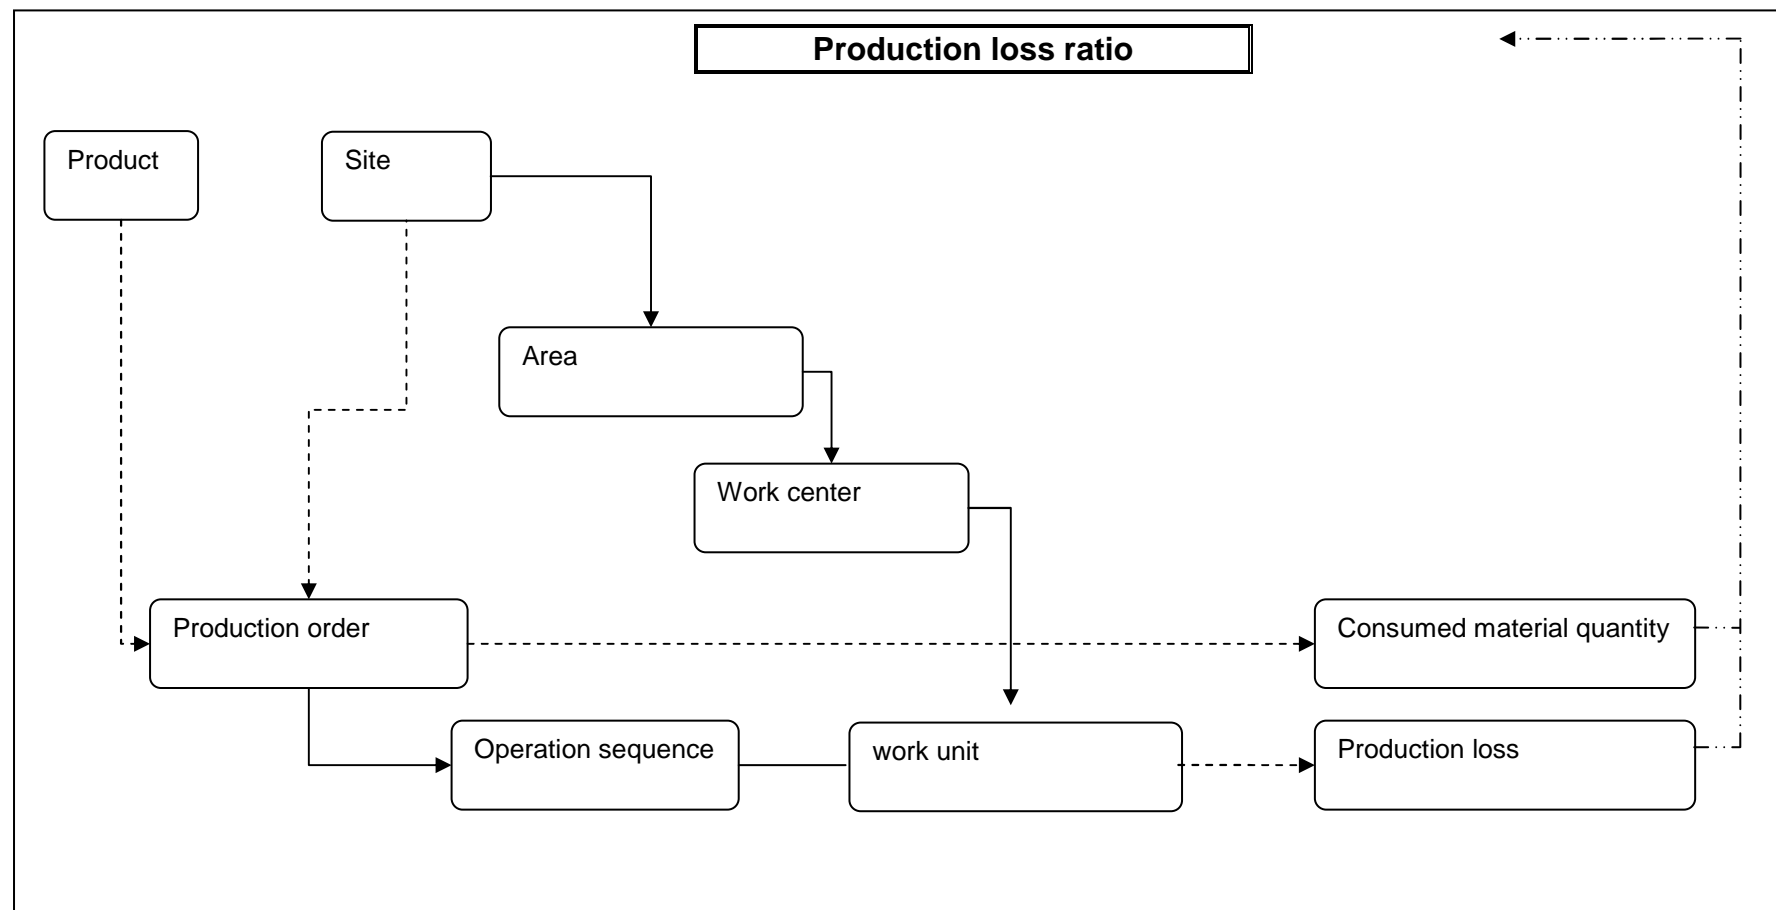 Production loss ratio
Product
Site
Area
Work center
Production order
Consumed material quantity
Operation sequence
work unit
Production loss